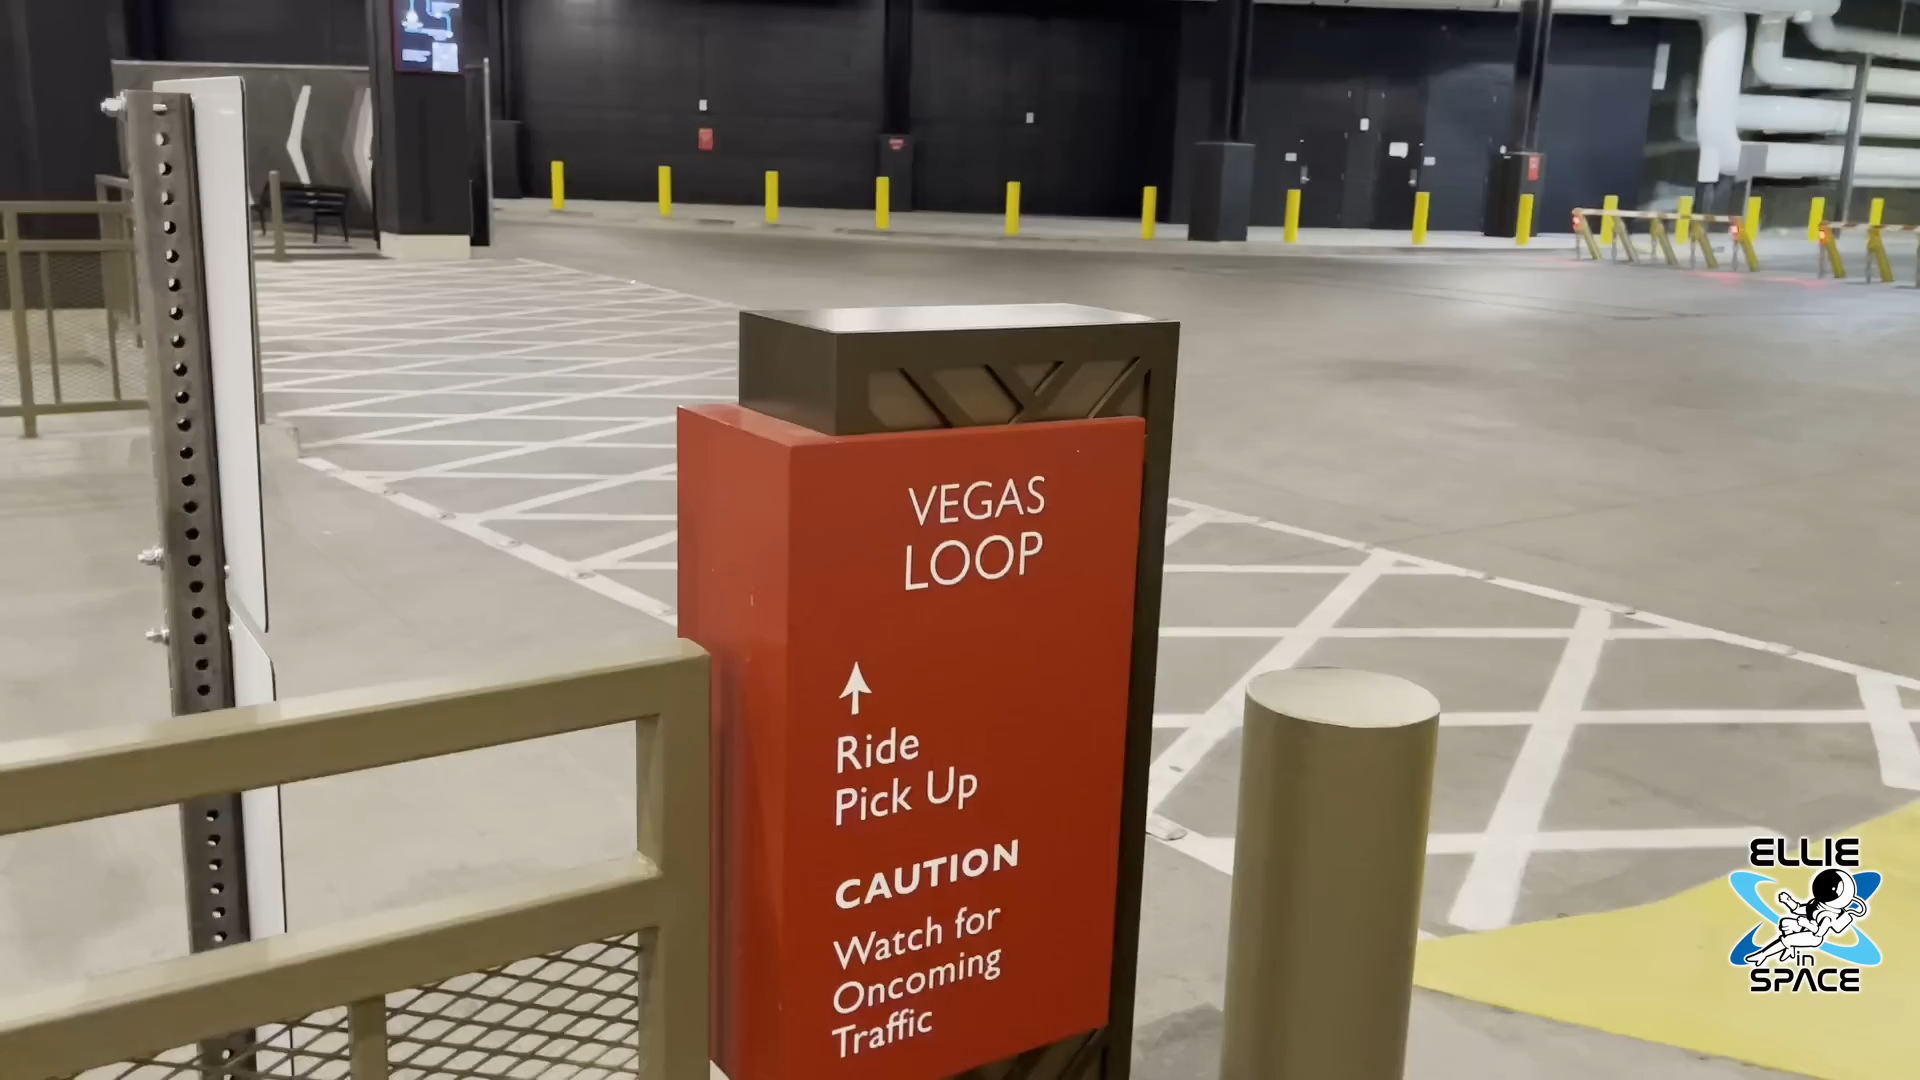 VEGAS
LOOP
Ride
Pick Up
CAUTION
Watch for
Oncoming
Traffic
ELLIE
in
SPACE